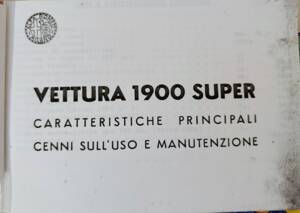 VETTURA 1900 SUPER
CARATTERISTICHE PRINCIPALI
CENNI SULL'USO E MANUTENZIONE